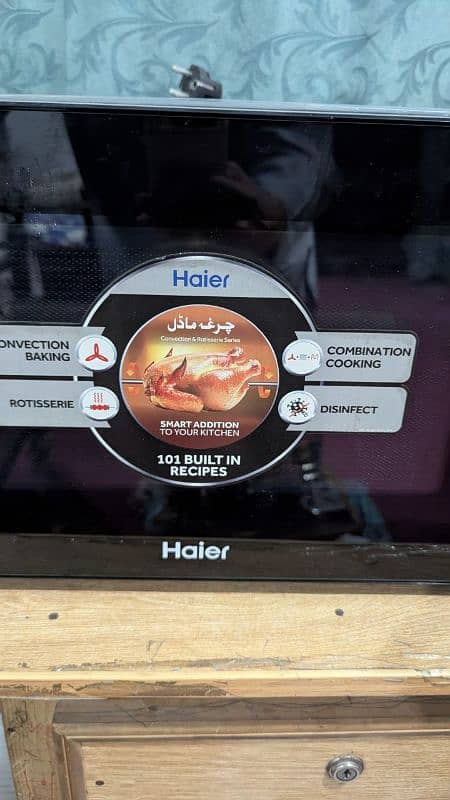 Haier
چرغہ ماڈل
Convection & Rotisserie Series
ONVECTION
BAKING
ROTISSERIE
COMBINATION
COOKING
DISINFECT
SMART ADDITION
TO YOUR KITCHEN
101 BUILT IN
RECIPES
Haier